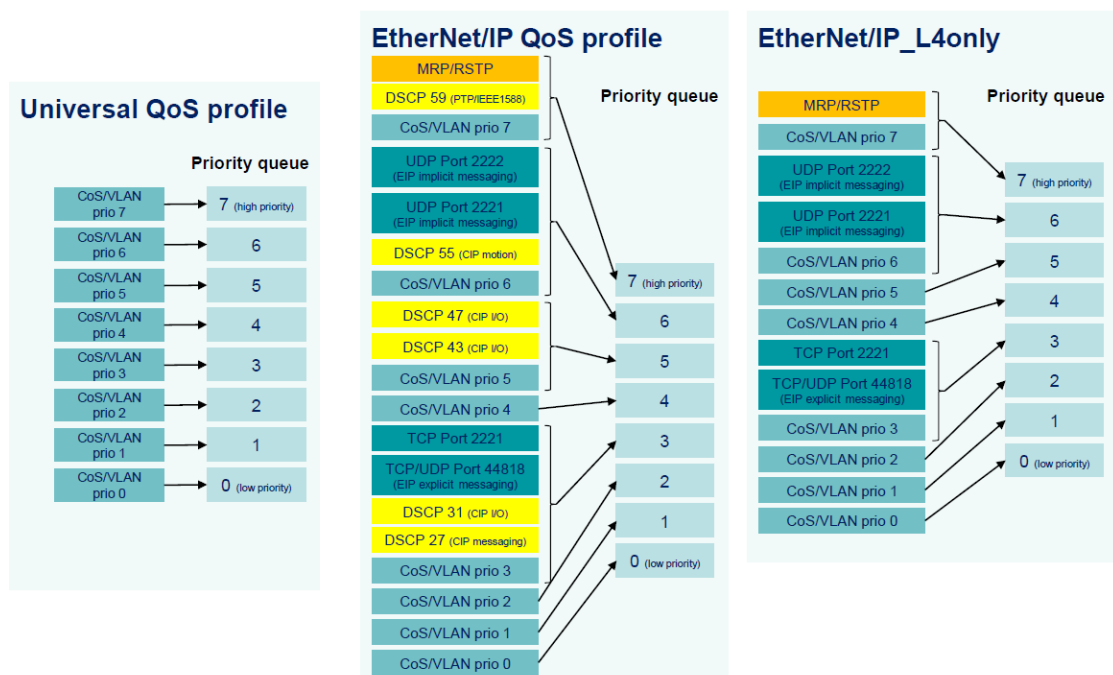 Universal QoS profile
Priority queue
CoS/VLAN
prio 7
7 (high priority)
CoS/VLAN
prio 6
6
CoS/VLAN
prio 5
5
CoS/VLAN
prio 4
4
CoS/VLAN
prio 3
3
CoS/VLAN
prio 2
2
CoS/VLAN
prio 1
1
CoS/VLAN
prio 0
0 (low priority)
EtherNet/IP QoS profile
Priority queue
MRP/RSTP
DSCP 59 (PTP/IEEE1588)
CoS/VLAN prio 7
UDP Port 2222
(EIP implicit messaging)
UDP Port 2221
(EIP implicit messaging)
DSCP 55 (CIP motion)
CoS/VLAN prio 6
DSCP 47 (CIP I/O)
DSCP 43 (CIP I/O)
CoS/VLAN prio 5
CoS/VLAN prio 4
TCP Port 2221
TCP/UDP Port 44818
(EIP explicit messaging)
DSCP 31 (CIP I/O)
DSCP 27 (CIP messaging)
CoS/VLAN prio 3
CoS/VLAN prio 2
CoS/VLAN prio 1
CoS/VLAN prio 0
7 (high priority)
6
5
4
3
2
1
0 (low priority)
EtherNet/IP_L4only
Priority queue
MRP/RSTP
CoS/VLAN prio 7
UDP Port 2222
(EIP implicit messaging)
UDP Port 2221
(EIP implicit messaging)
CoS/VLAN prio 6
CoS/VLAN prio 5
CoS/VLAN prio 4
TCP Port 2221
TCP/UDP Port 44818
(EIP explicit messaging)
CoS/VLAN prio 3
CoS/VLAN prio 2
CoS/VLAN prio 1
CoS/VLAN prio 0
7 (high priority)
6
5
4
3
2
1
0 (low priority)